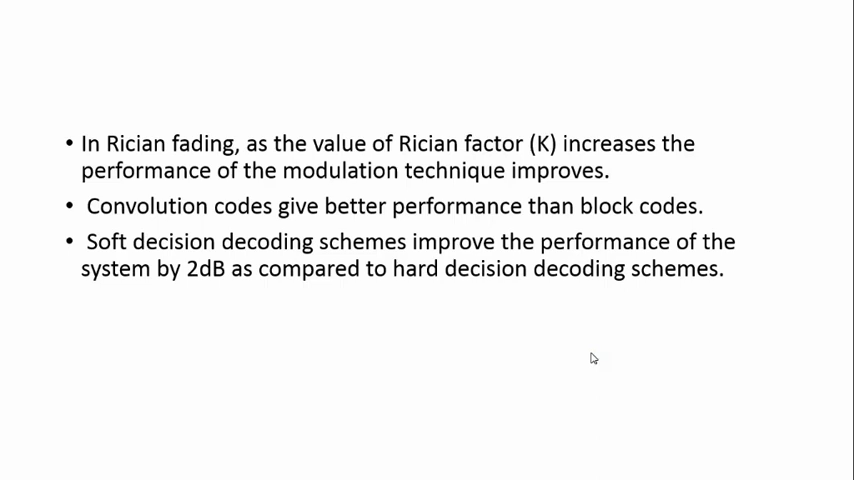 • In Rician fading, as the value of Rician factor (K) increases the
performance of the modulation technique improves.
• Convolution codes give better performance than block codes.
• Soft decision decoding schemes improve the performance of the
system by 2dB as compared to hard decision decoding schemes.